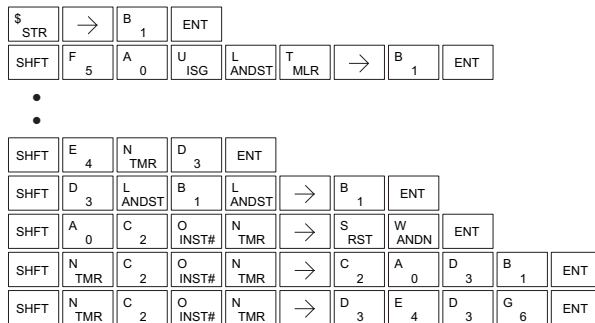 $ STR → B 1 ENT
SHFT F 5 A 0 U ISG L ANDST T MLR → B 1 ENT
•
•
SHFT E 4 N TMR D 3 ENT
SHFT D 3 L ANDST B 1 L ANDST → B 1 ENT
SHFT A 0 C 2 O INST# N TMR → S RST W ANDN ENT
SHFT N TMR C 2 O INST# N TMR → C 2 A 0 D 3 B 1 ENT
SHFT N TMR C 2 O INST# N TMR → D 3 E 4 D 3 G 6 ENT